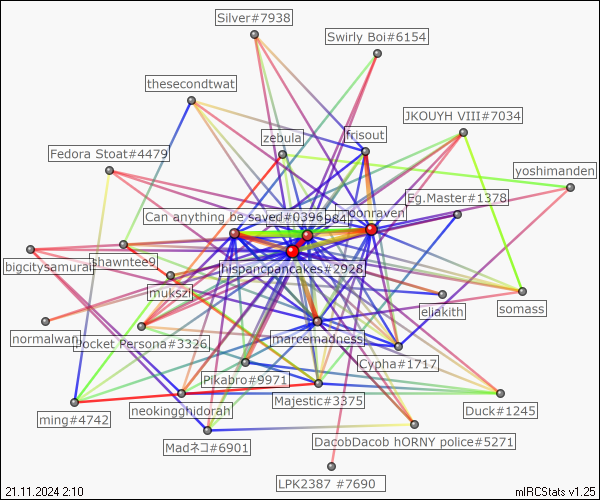 Silver#7938
Swirly Boi#6154
thesecondtwat
JKOUYH VIII#7034
zebula
frisout
Fedora Stoat#4479
yoshimanden
Eg.Master#1378
Can anything be saved#0396
moonraven
bigcitysamurai
shawntee9
hispancpancakes#2928
mukszi
eliakith
somass
normalwan
Docket Persona#3326
marcemadness
Cypha#1717
Pikabro#9971
Majestic#3375
ming#4742
neokingghidorah
Duck#1245
Madネコ#6901
DacobDacob hORNY police#5271
LPK2387 #7690
21.11.2024 2:10
mIRCStats v1.25